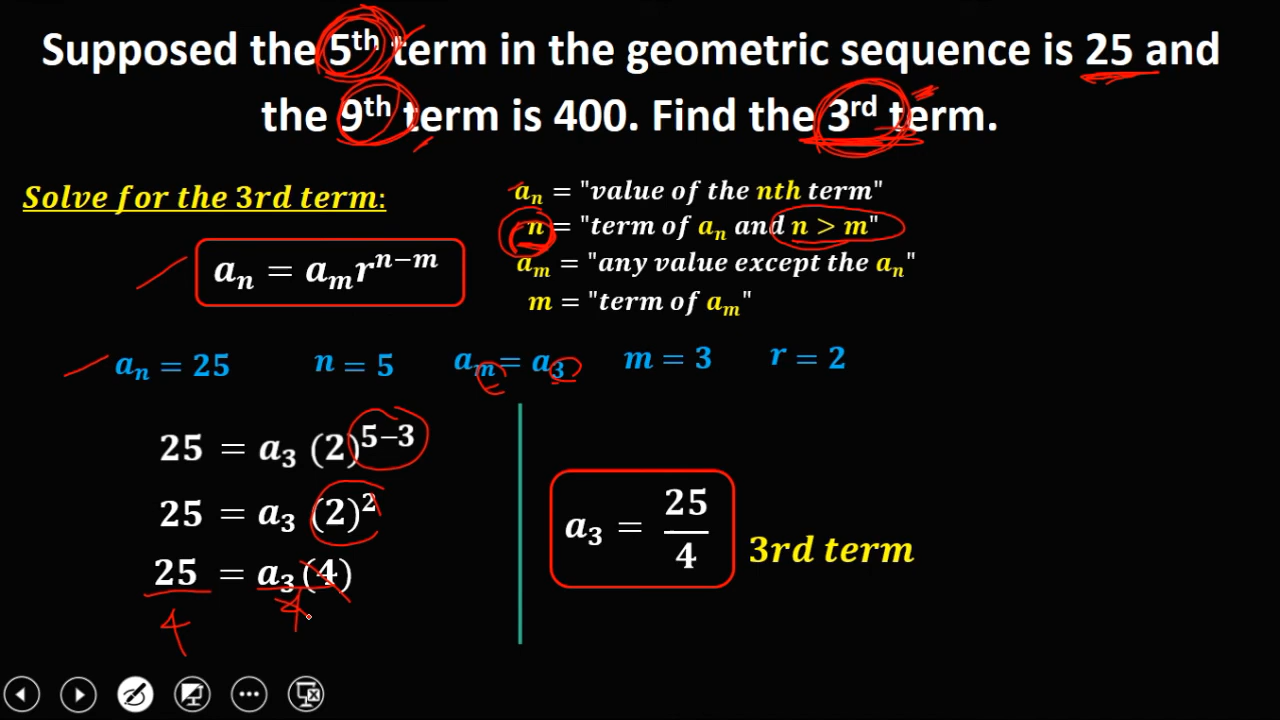 Supposed the 5th term in the geometric sequence is 25 and
the 9th term is 400. Find the 3rd term.
Solve for the 3rd term:
aₙ = aₘrⁿ⁻ᵐ
aₙ = "value of the nth term"
n = "term of aₙ and n > m"
aₘ = "any value except the aₙ"
m = "term of aₘ"
aₙ = 25 n = 5 aₘ = a₃ m = 3 r = 2
25 = a₃ (2)⁵⁻³
25 = a₃ (2)²
25 = a₃ (4)
4 4
a₃ = 25/4 3rd term